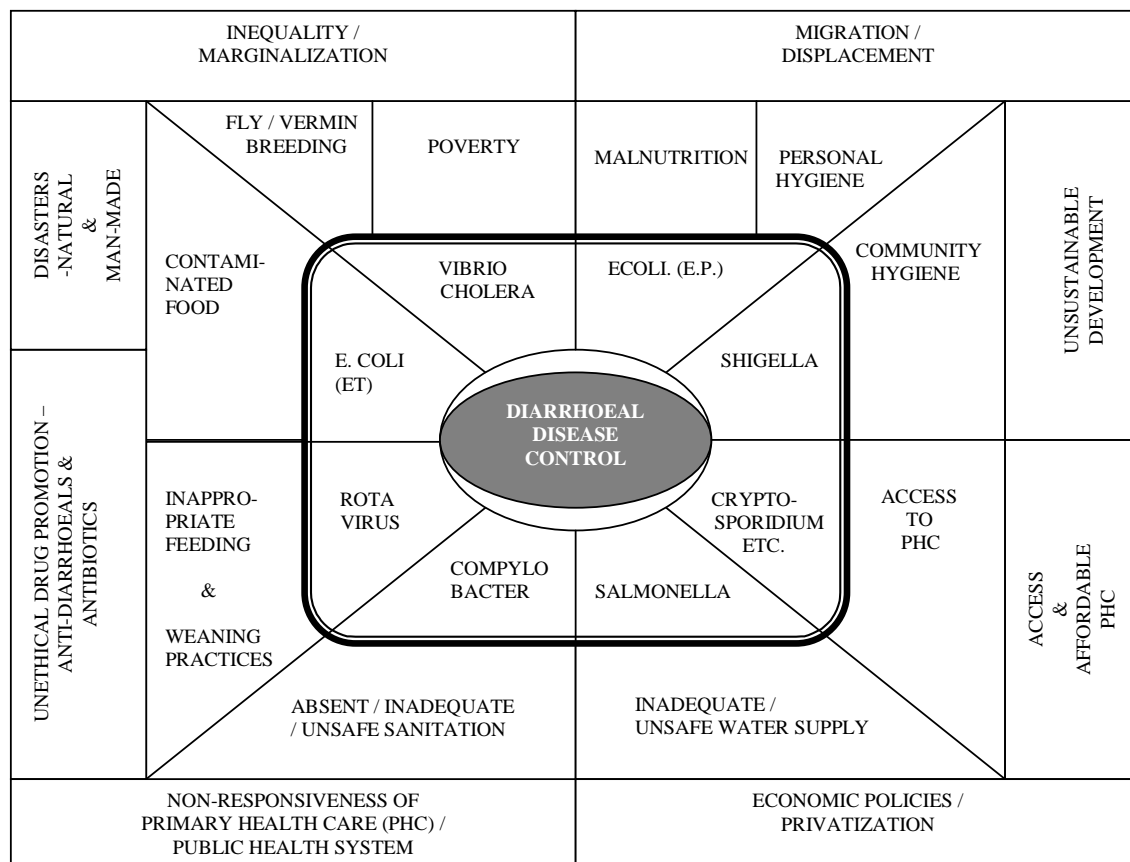 INEQUALITY /
MARGINALIZATION
MIGRATION /
DISPLACEMENT
DISASTERS
-NATURAL
&
MAN-MADE
FLY / VERMIN
BREEDING
POVERTY
MALNUTRITION
PERSONAL
HYGIENE
UNSUSTAINABLE
DEVELOPMENT
CONTAMI-
NATED
FOOD
VIBRIO
CHOLERA
ECOLI. (E.P.)
COMMUNITY
HYGIENE
E. COLI
(ET)
SHIGELLA
DIARRHOEAL
DISEASE
CONTROL
UNETHICAL DRUG PROMOTION –
ANTI-DIARRHOEALS &
ANTIBIOTICS
INAPPRO-
PRIATE
FEEDING
&
WEANING
PRACTICES
ROTA
VIRUS
COMPYLO
BACTER
SALMONELLA
CRYPTO-
SPORIDIUM
ETC.
ACCESS
TO
PHC
ACCESS
&
AFFORDABLE
PHC
ABSENT / INADEQUATE
/ UNSAFE SANITATION
INADEQUATE /
UNSAFE WATER SUPPLY
NON-RESPONSIVENESS OF
PRIMARY HEALTH CARE (PHC) /
PUBLIC HEALTH SYSTEM
ECONOMIC POLICIES /
PRIVATIZATION